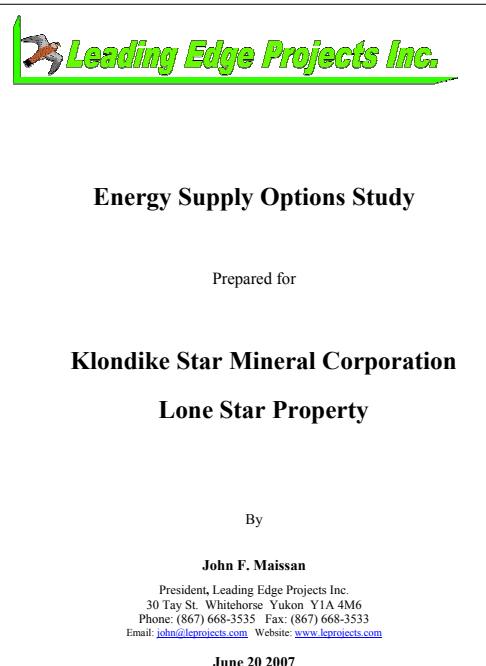 Leading Edge Projects Inc.
Energy Supply Options Study
Prepared for
Klondike Star Mineral Corporation
Lone Star Property
By
John F. Maissan
President, Leading Edge Projects Inc.
30 Tay St. Whitehorse Yukon Y1A 4M6
Phone: (867) 668-3535 Fax: (867) 668-3533
Email: john@leprojects.com Website: www.leprojects.com
June 20 2007